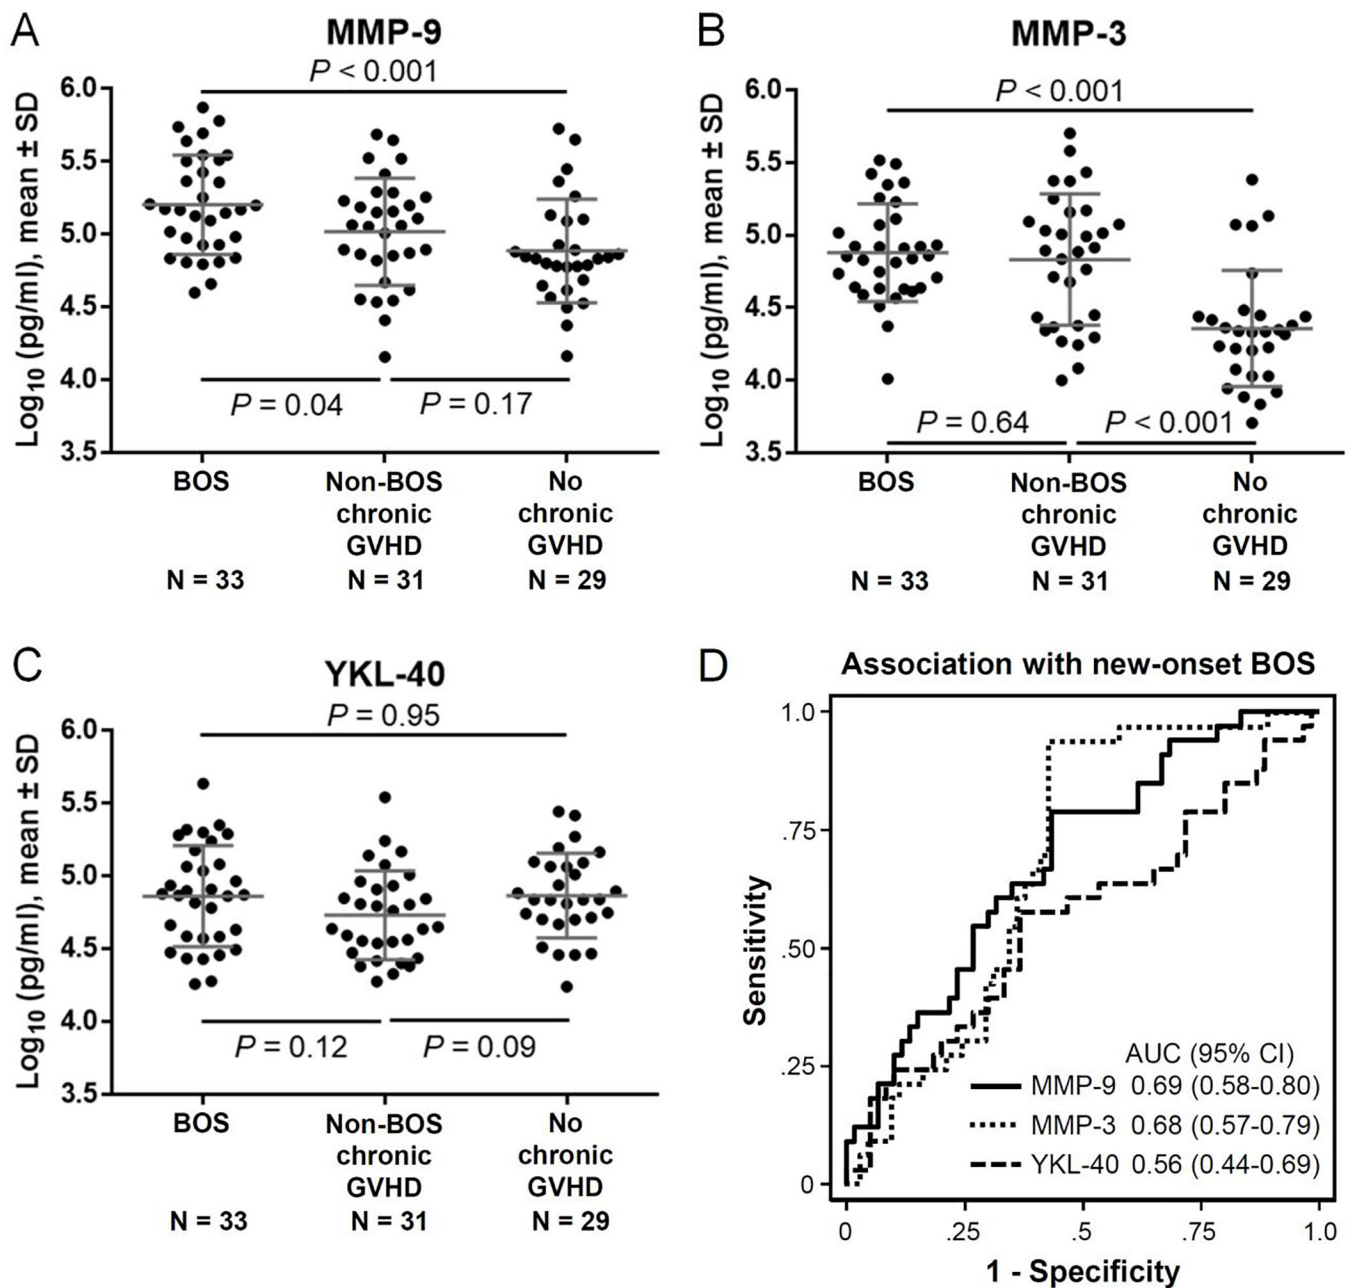 A
MMP-9
P < 0.001
Log10 (pg/ml), mean ± SD
6.0
5.5
5.0
4.5
4.0
3.5
P = 0.04
P = 0.17
BOS
Non-BOS
chronic
GVHD
No
chronic
GVHD
N = 33
N = 31
N = 29
B
MMP-3
P < 0.001
Log10 (pg/ml), mean ± SD
6.0
5.5
5.0
4.5
4.0
3.5
P = 0.64
P < 0.001
BOS
Non-BOS
chronic
GVHD
No
chronic
GVHD
N = 33
N = 31
N = 29
C
YKL-40
P = 0.95
Log10 (pg/ml), mean ± SD
6.0
5.5
5.0
4.5
4.0
3.5
P = 0.12
P = 0.09
BOS
Non-BOS
chronic
GVHD
No
chronic
GVHD
N = 33
N = 31
N = 29
D
Association with new-onset BOS
Sensitivity
1.0
.75
.50
.25
0
AUC (95% CI)
MMP-9 0.69 (0.58-0.80)
MMP-3 0.68 (0.57-0.79)
YKL-40 0.56 (0.44-0.69)
0 .25 .5 .75 1.0
1 - Specificity